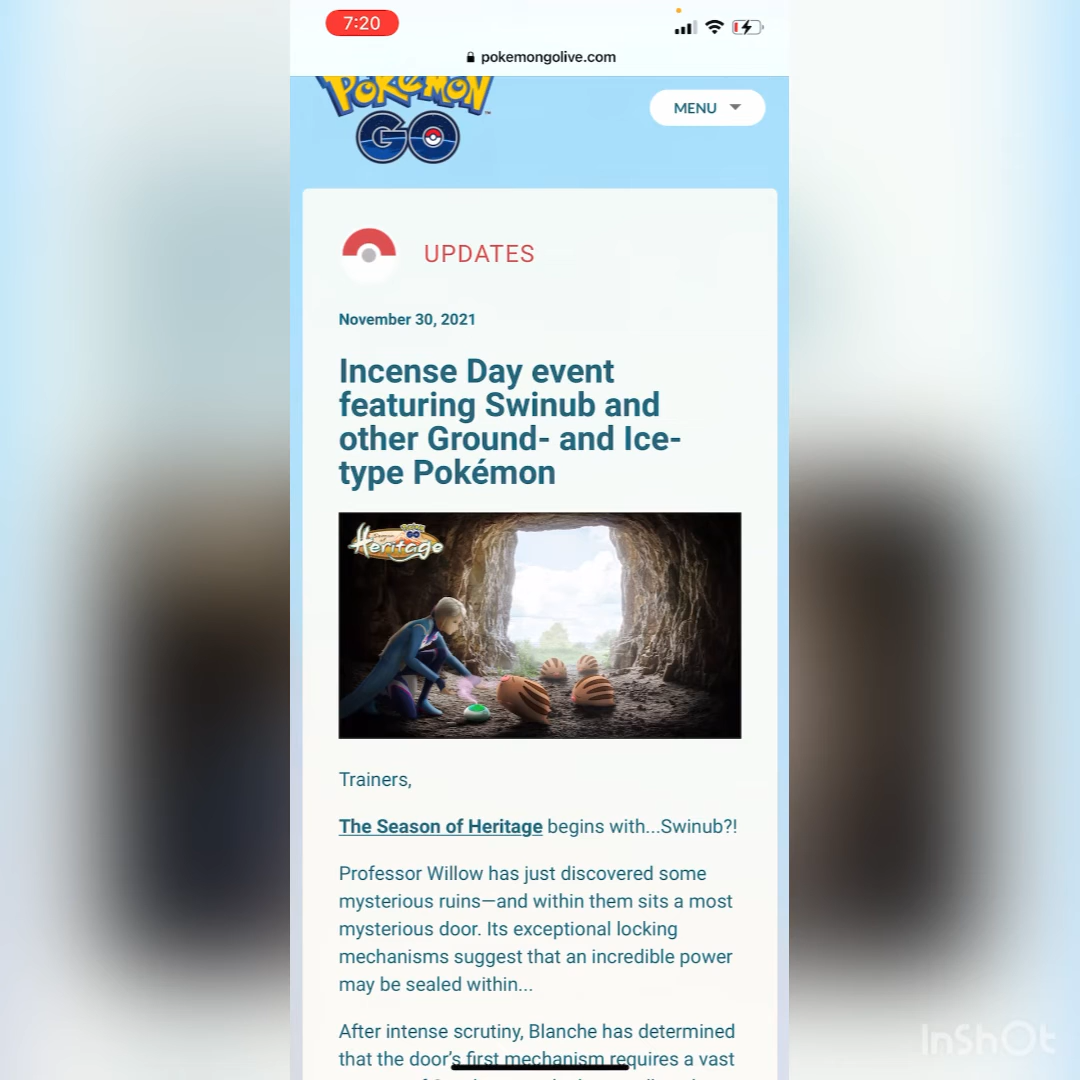 7:20
pokemongolive.com
POKÉMON
GO
MENU
UPDATES
November 30, 2021
Incense Day event
featuring Swinub and
other Ground- and Ice-
type Pokémon
GO
Heritage
Trainers,
The Season of Heritage begins with...Swinub?!
Professor Willow has just discovered some
mysterious ruins—and within them sits a most
mysterious door. Its exceptional locking
mechanisms suggest that an incredible power
may be sealed within...
After intense scrutiny, Blanche has determined
that the door's first mechanism requires a vast
InShOt